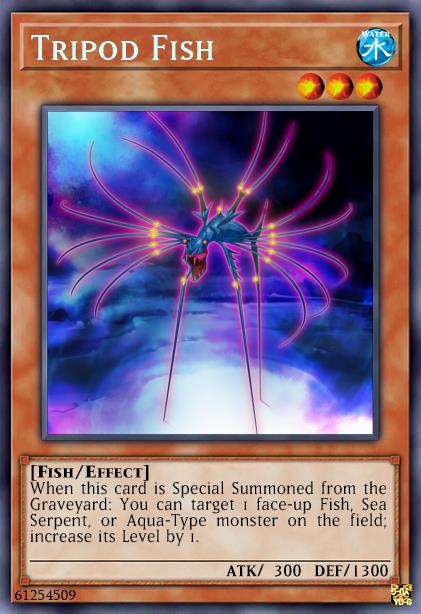 Tripod Fish
WATER
水
[Fish/Effect]
When this card is Special Summoned from the
Graveyard: You can target 1 face-up Fish, Sea
Serpent, or Aqua-Type monster on the field;
increase its Level by 1.
ATK/ 300 DEF/1300
61254509